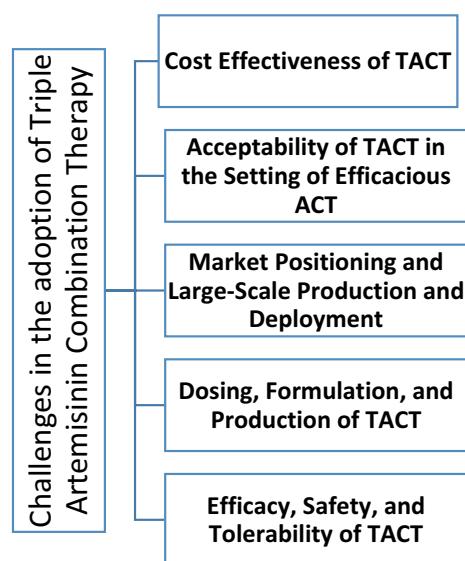 Challenges in the adoption of Triple
Artemisinin Combination Therapy
Cost Effectiveness of TACT
Acceptability of TACT in
the Setting of Efficacious
ACT
Market Positioning and
Large-Scale Production and
Deployment
Dosing, Formulation, and
Production of TACT
Efficacy, Safety, and
Tolerability of TACT